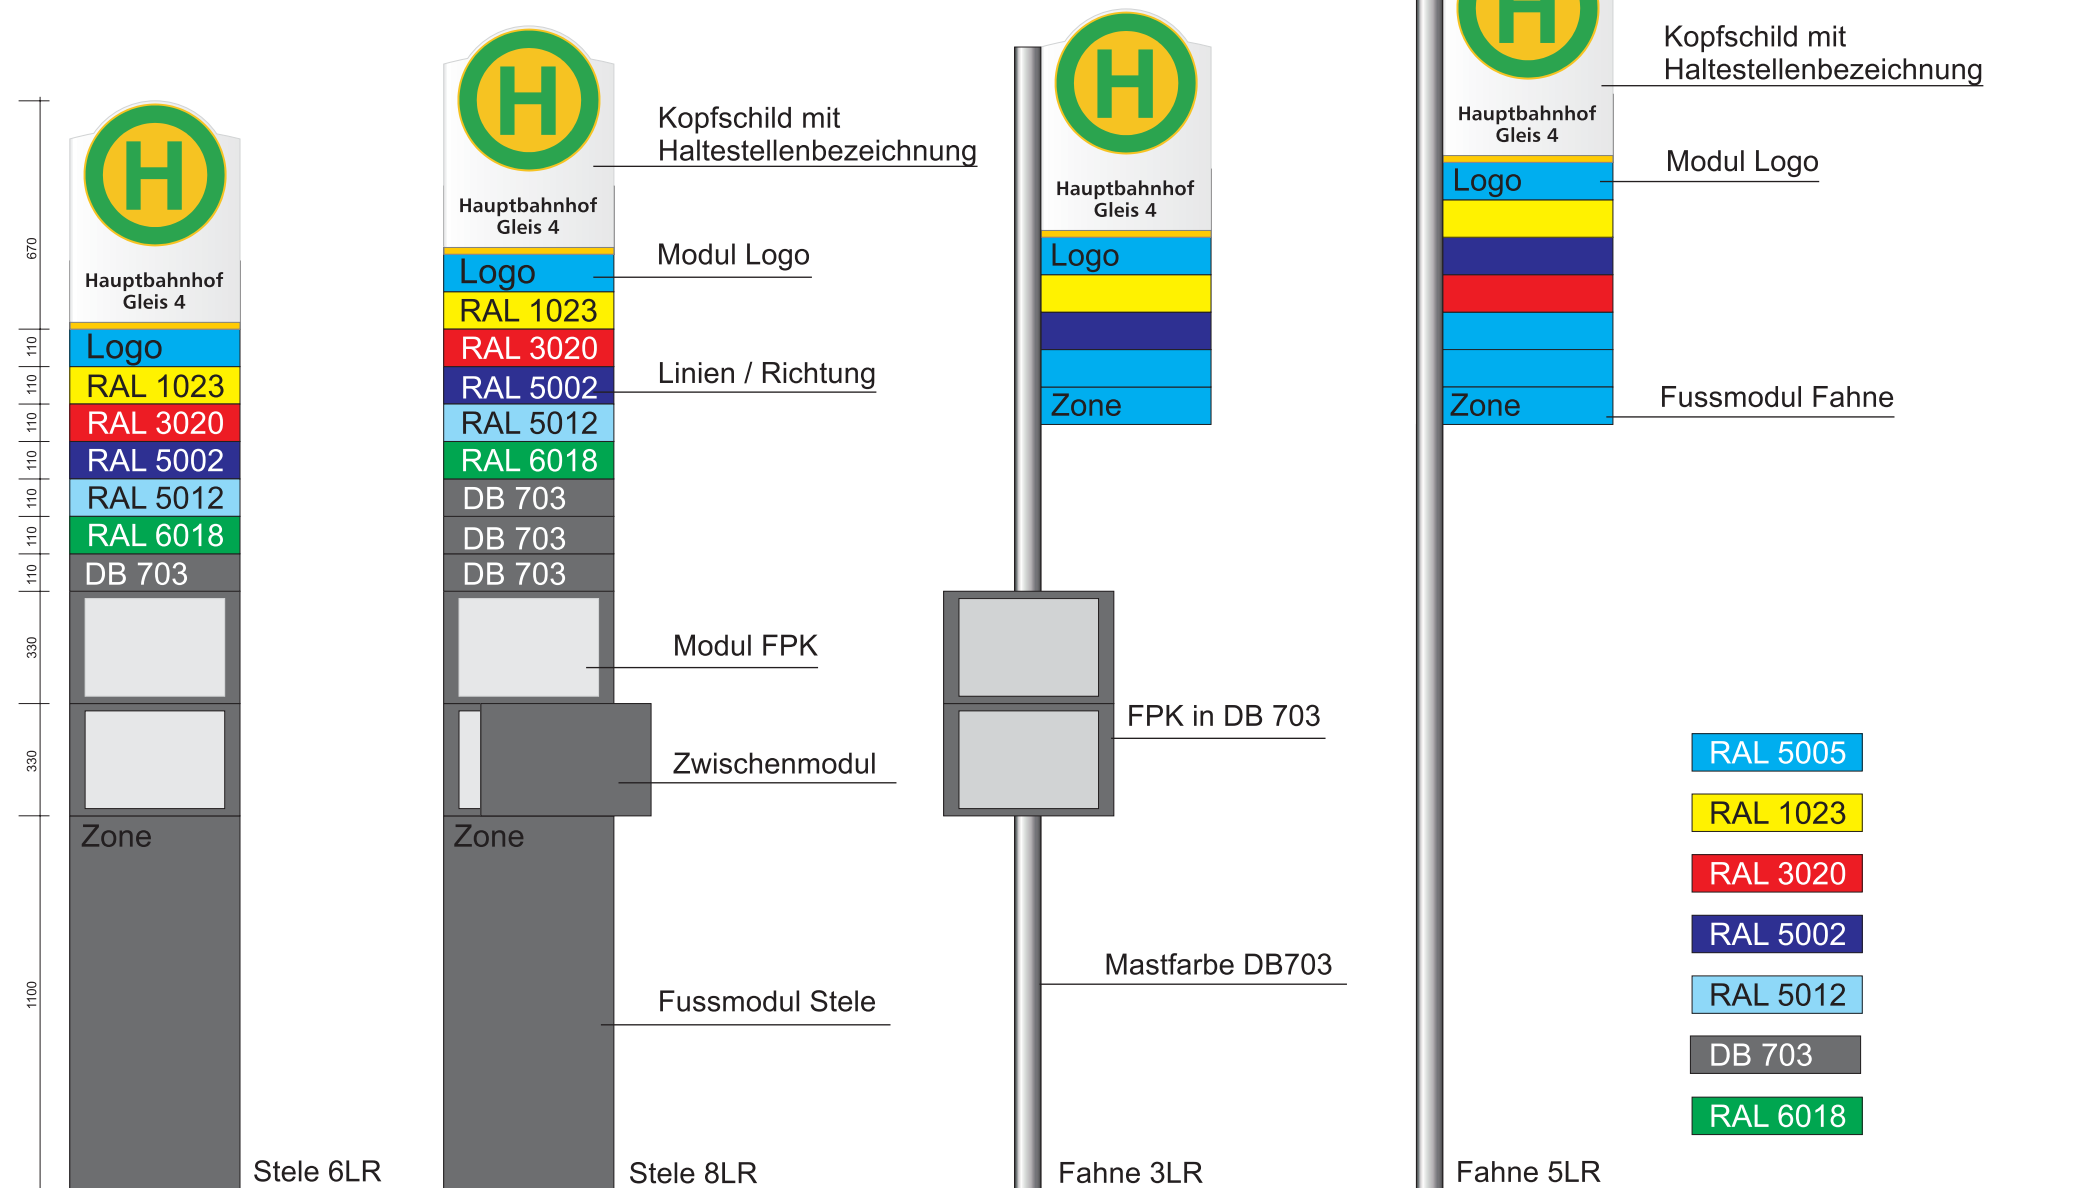 670
110
110
110
110
110
110
110
330
330
1100
H
Hauptbahnhof
Gleis 4
Logo
RAL 1023
RAL 3020
RAL 5002
RAL 5012
RAL 6018
DB 703
Zone
Stele 6LR
H
Hauptbahnhof
Gleis 4
Logo
RAL 1023
RAL 3020
RAL 5002
RAL 5012
RAL 6018
DB 703
DB 703
DB 703
Zone
Stele 8LR
Kopfschild mit
Haltestellenbezeichnung
Modul Logo
Linien / Richtung
Modul FPK
Zwischenmodul
Fussmodul Stele
H
Hauptbahnhof
Gleis 4
Logo
Zone
FPK in DB 703
Mastfarbe DB703
Fahne 3LR
H
Hauptbahnhof
Gleis 4
Logo
Zone
Kopfschild mit
Haltestellenbezeichnung
Modul Logo
Fussmodul Fahne
Fahne 5LR
RAL 5005
RAL 1023
RAL 3020
RAL 5002
RAL 5012
DB 703
RAL 6018